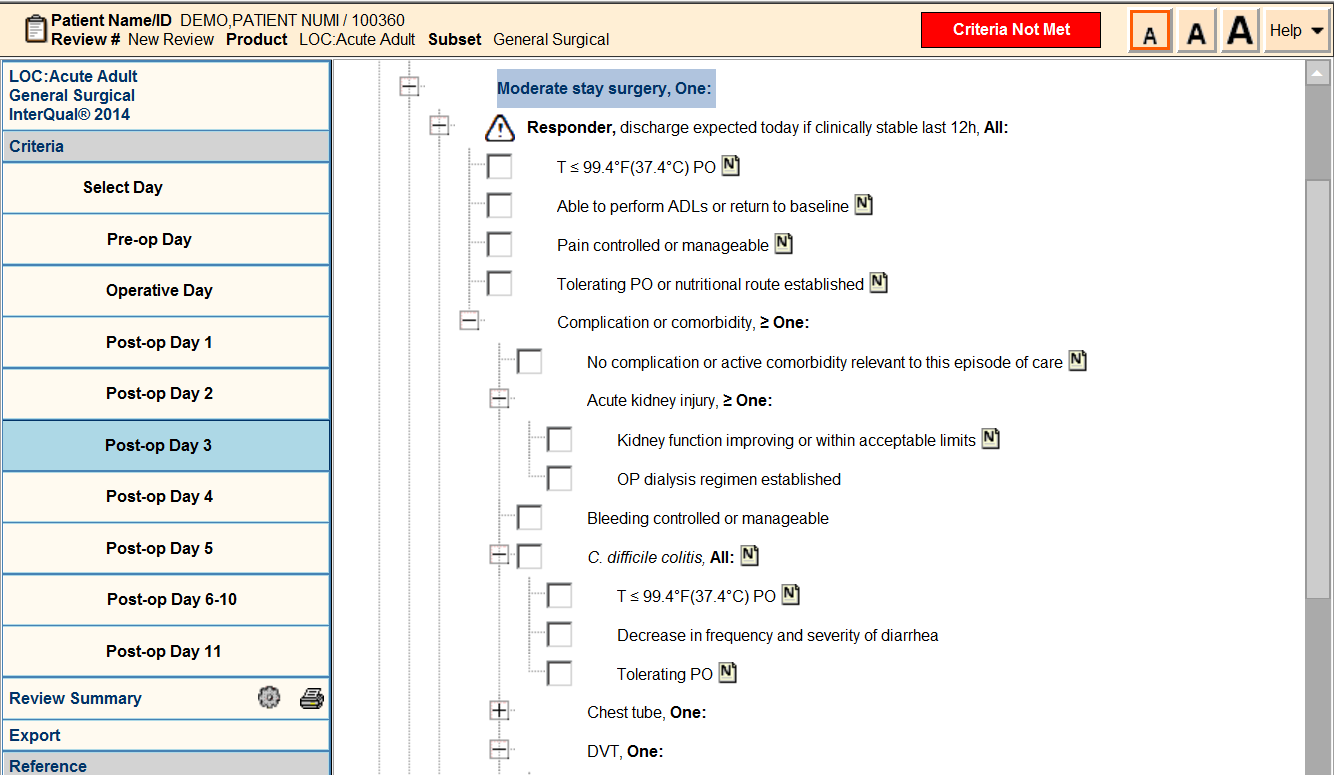 Patient Name/ID DEMO,PATIENT NUMI / 100360
Review # New Review Product LOC:Acute Adult Subset General Surgical
Criteria Not Met
A A A Help
LOC:Acute Adult
General Surgical
InterQual® 2014
Criteria
Select Day
Pre-op Day
Operative Day
Post-op Day 1
Post-op Day 2
Post-op Day 3
Post-op Day 4
Post-op Day 5
Post-op Day 6-10
Post-op Day 11
Review Summary
Export
Reference
Moderate stay surgery, One:
Responder, discharge expected today if clinically stable last 12h, All:
T ≤ 99.4°F(37.4°C) PO N
Able to perform ADLs or return to baseline N
Pain controlled or manageable N
Tolerating PO or nutritional route established N
Complication or comorbidity, ≥ One:
No complication or active comorbidity relevant to this episode of care N
Acute kidney injury, ≥ One:
Kidney function improving or within acceptable limits N
OP dialysis regimen established
Bleeding controlled or manageable
C. difficile colitis, All: N
T ≤ 99.4°F(37.4°C) PO N
Decrease in frequency and severity of diarrhea
Tolerating PO N
Chest tube, One:
DVT, One: